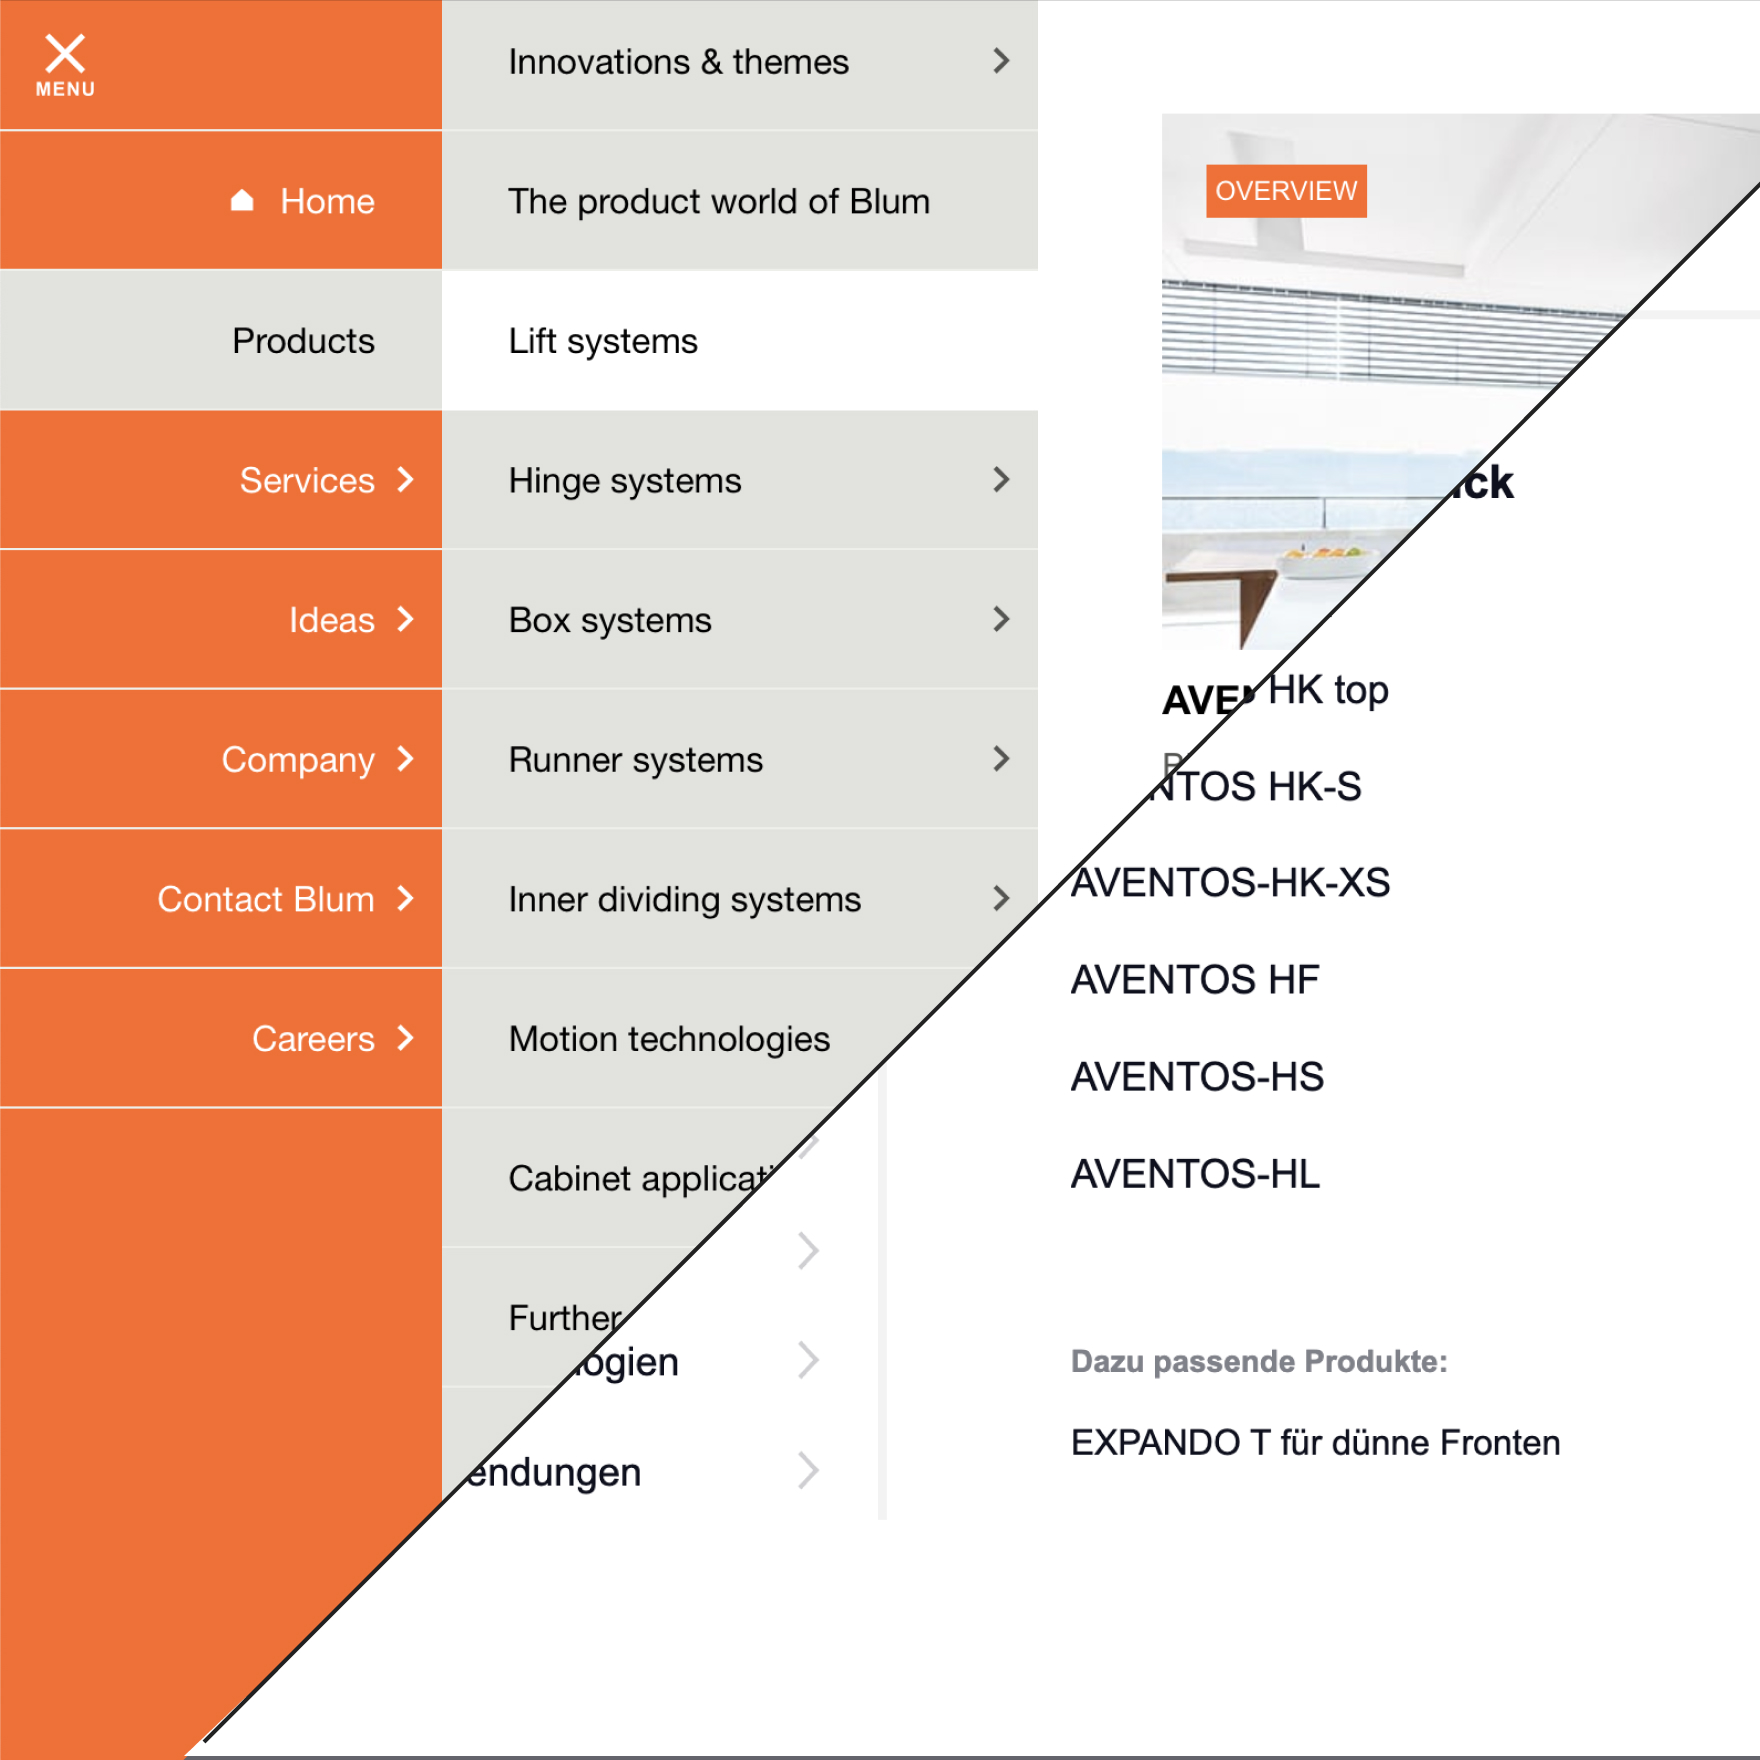 MENU
Home
Products
Services
Ideas
Company
Contact Blum
Careers
Innovations & themes
The product world of Blum
Lift systems
Hinge systems
Box systems
Runner systems
Inner dividing systems
Motion technologies
Cabinet applicati
Further
OVERVIEW
AVE
ick
HK top
NTOS HK-S
AVENTOS-HK-XS
AVENTOS HF
AVENTOS-HS
AVENTOS-HL
ogien
endungen
Dazu passende Produkte:
EXPANDO T für dünne Fronten